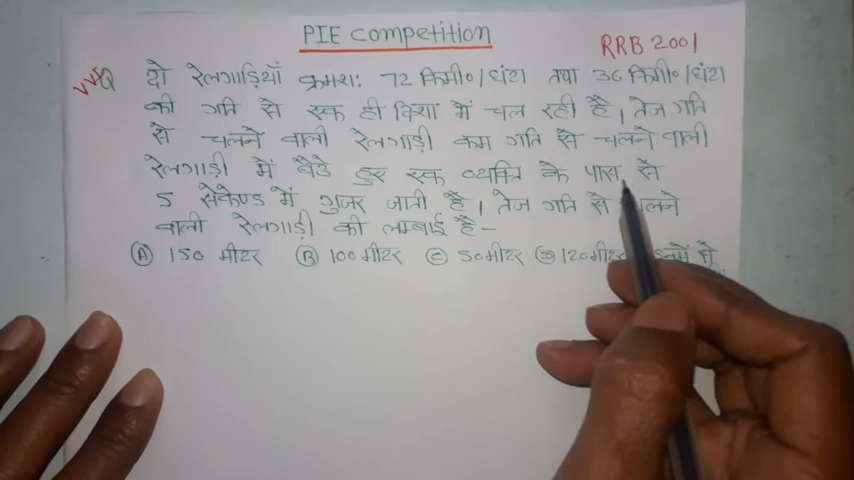 PIE Competition
RRB 2001
VVI Q दो रेलगाड़ियाँ क्रमश: 72 किमी०/घंटा तथा 36 किमी०/घंटा
की गति से एक ही दिशा में चल रही है, तेज गति
से चलने वाली रेलगाड़ी कम गति से चलने वाली
रेलगाड़ी में बैठे हुए एक व्यक्ति के पास से
5 सेकेण्ड में गुजर जाती है, तेज गति से चलने
वाली रेलगाड़ी की लम्बाई है -
(A) 150 मीटर (B) 100 मीटर (C) 50 मीटर (D) 120 मीटर में से